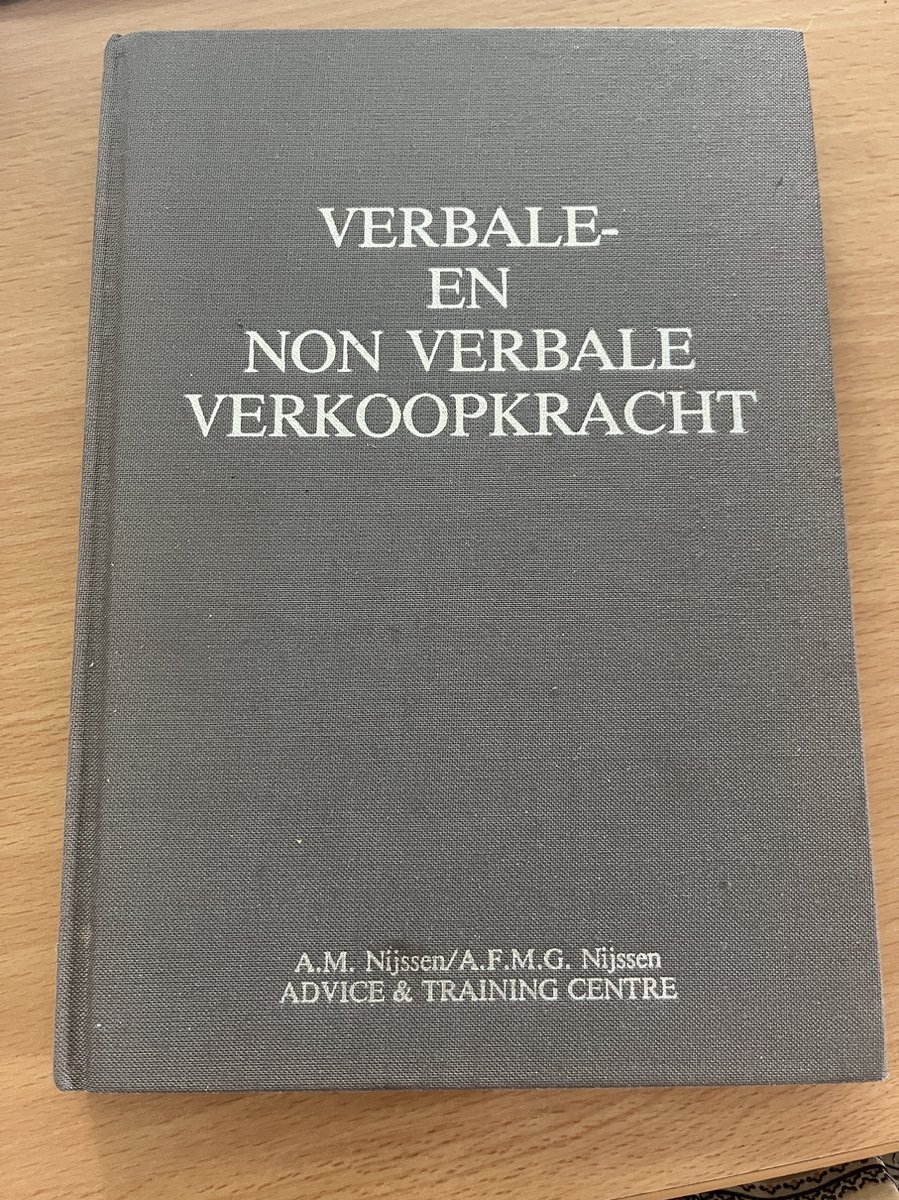 VERBALE-
EN
NON VERBALE
VERKOOPKRACHT
A.M. Nijssen/A.F.M.G. Nijssen
ADVICE & TRAINING CENTRE